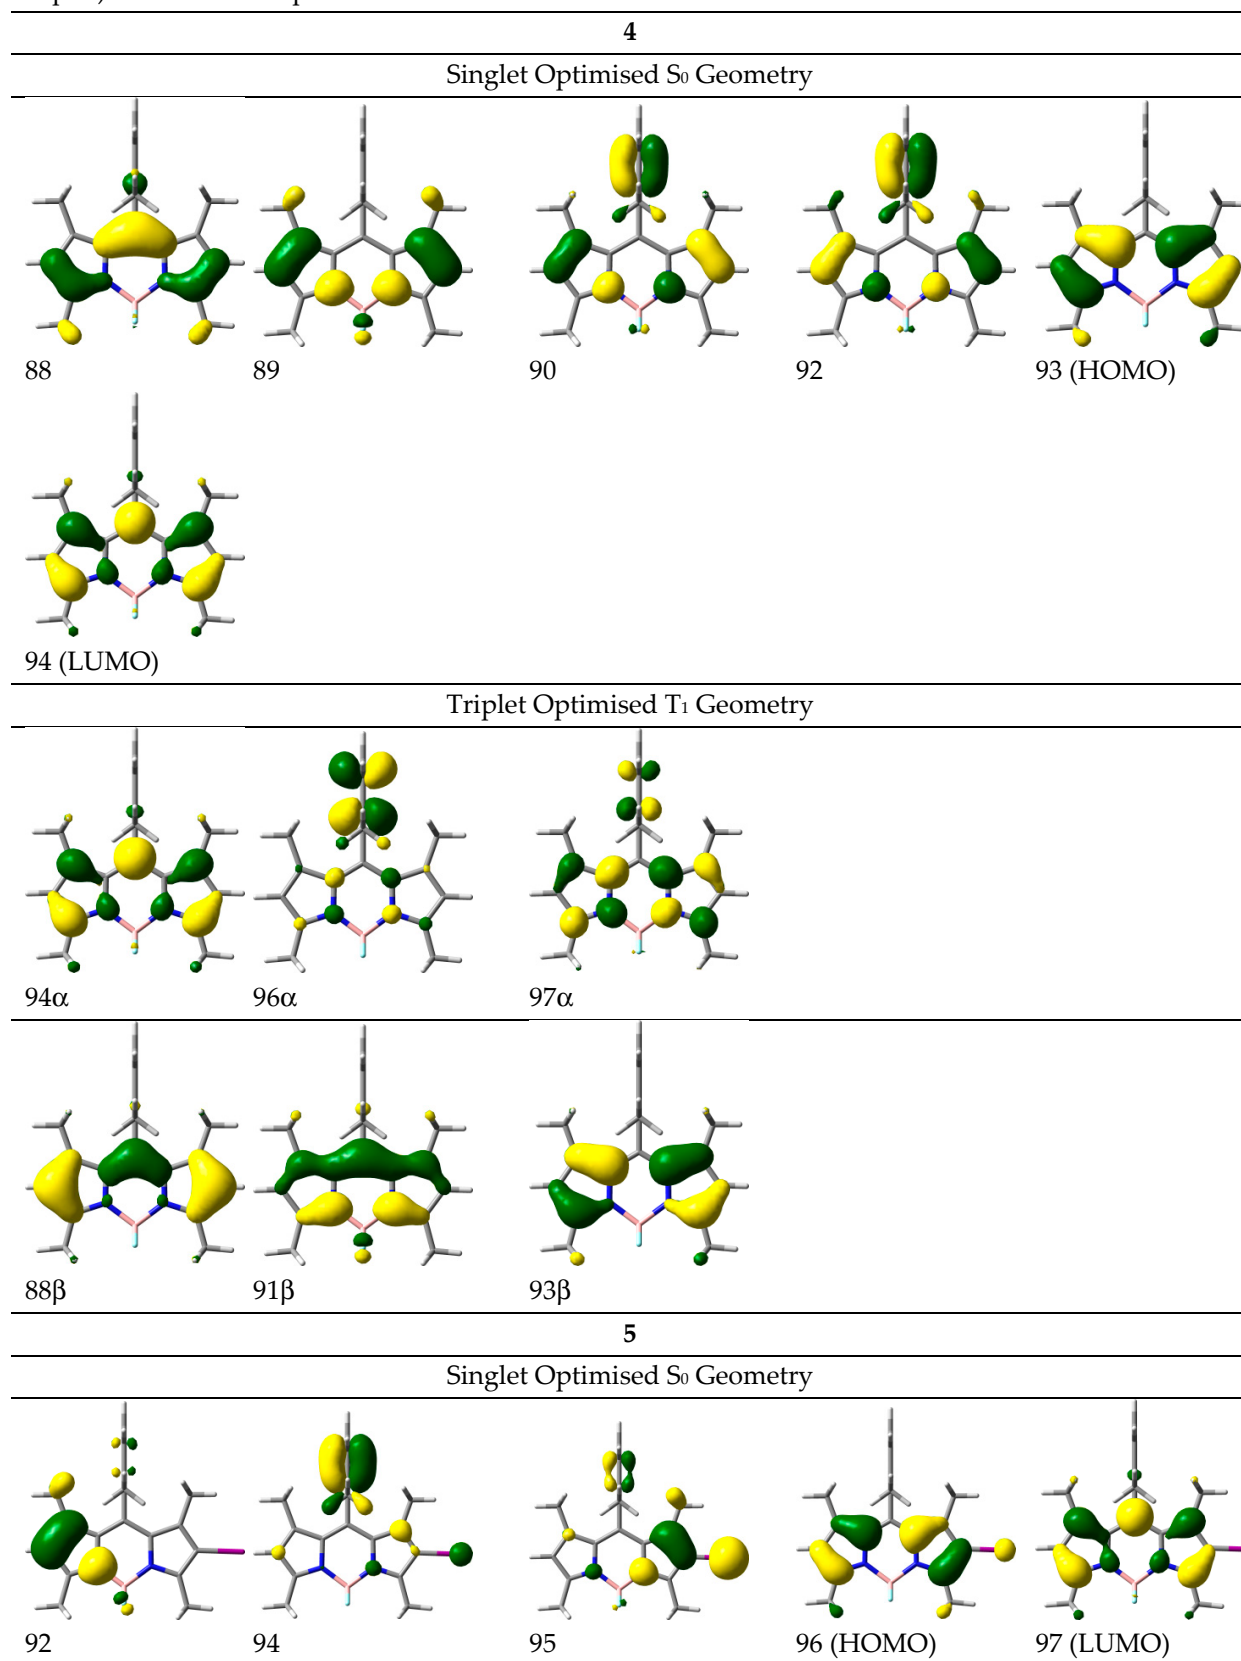 4
Singlet Optimised S0 Geometry
88 89 90 92 93 (HOMO)
94 (LUMO)
Triplet Optimised T1 Geometry
94α 96α 97α
88β 91β 93β
5
Singlet Optimised S0 Geometry
92 94 95 96 (HOMO) 97 (LUMO)